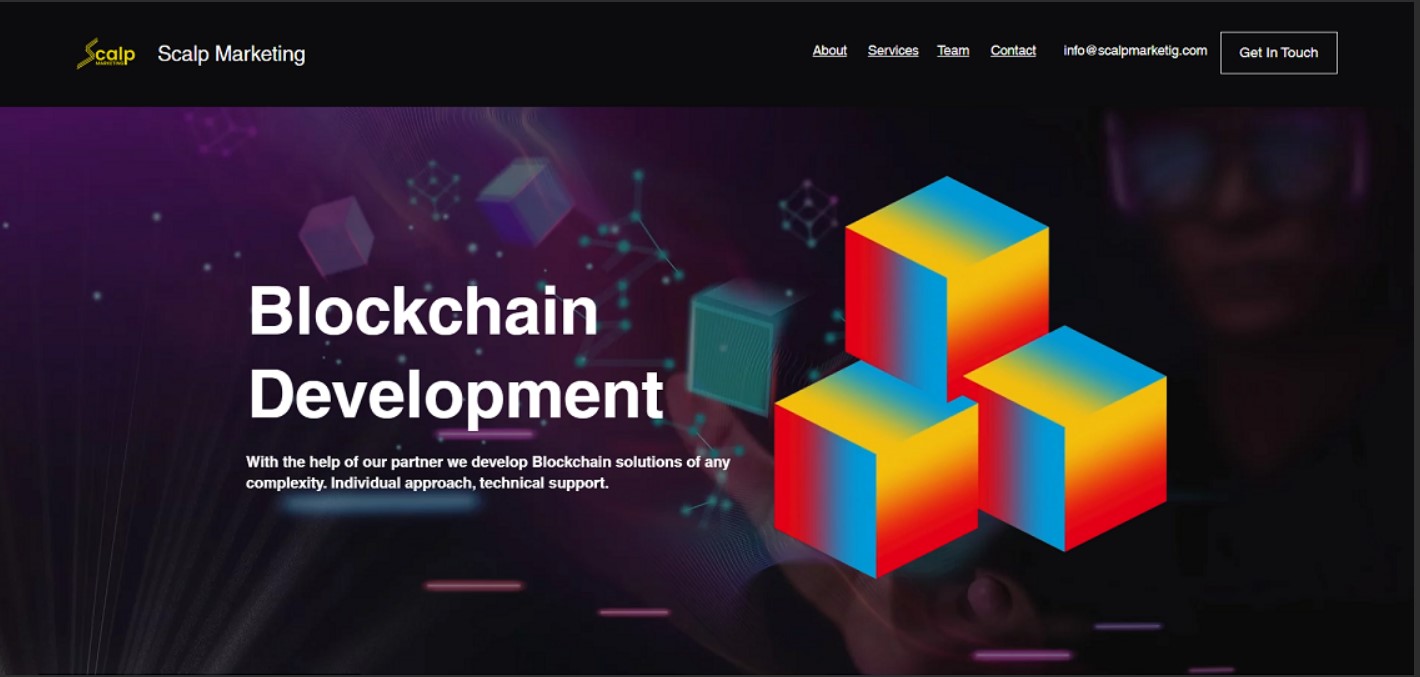 Scalp
MARKETING
Scalp Marketing
About Services Team Contact info@scalpmarketig.com Get In Touch
Blockchain
Development
With the help of our partner we develop Blockchain solutions of any
complexity. Individual approach, technical support.